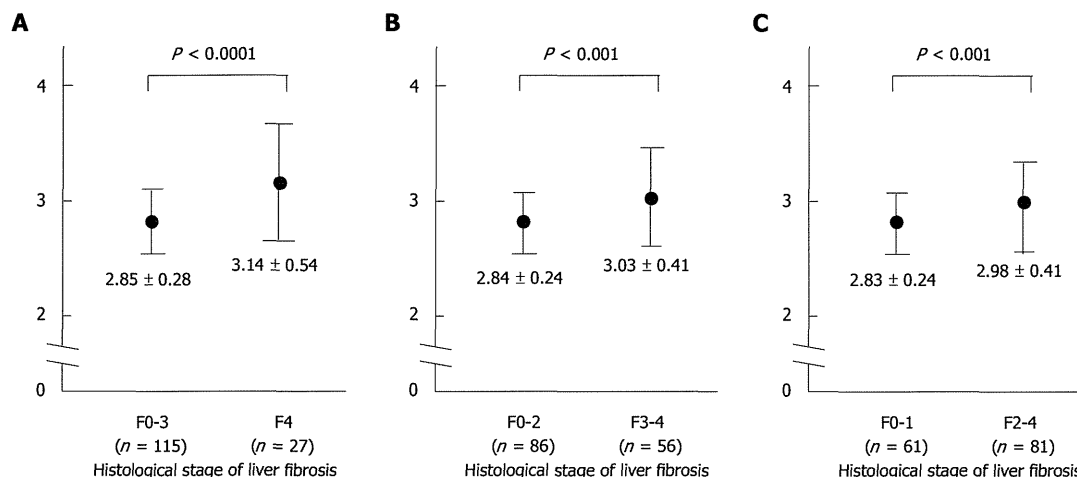 A
P < 0.0001
4
3
2
0
2.85 ± 0.28
3.14 ± 0.54
F0-3
F4
(n = 115)
(n = 27)
Histological stage of liver fibrosis
B
P < 0.001
4
3
2
0
2.84 ± 0.24
3.03 ± 0.41
F0-2
F3-4
(n = 86)
(n = 56)
Histological stage of liver fibrosis
C
P < 0.001
4
3
2
0
2.83 ± 0.24
2.98 ± 0.41
F0-1
F2-4
(n = 61)
(n = 81)
Histological stage of liver fibrosis